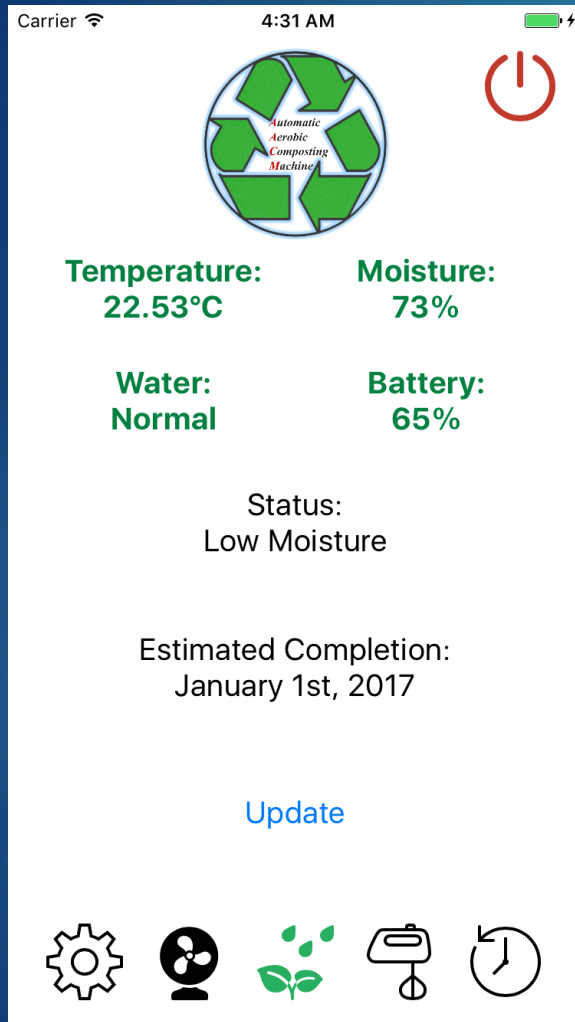 Carrier 4:31 AM
Automatic
Aerobic
Composting
Machine
Temperature: Moisture:
22.53°C 73%
Water: Battery:
Normal 65%
Status:
Low Moisture
Estimated Completion:
January 1st, 2017
Update